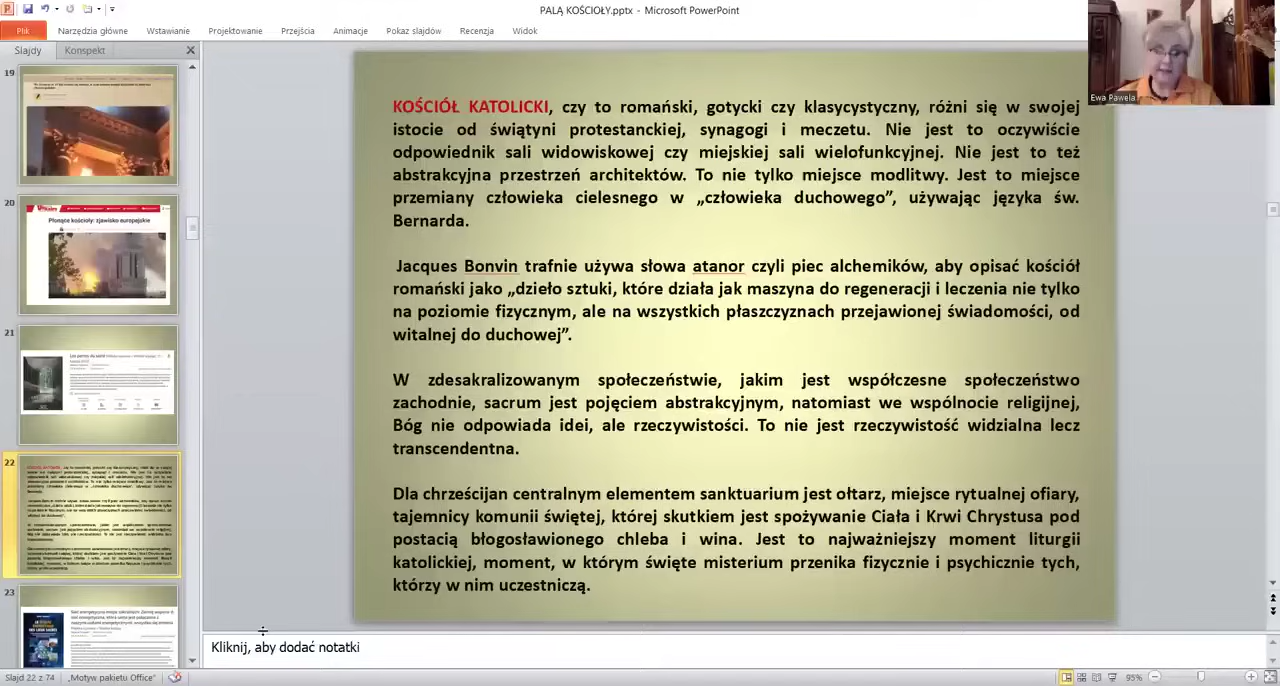 PALĄ KOŚCIOŁY.pptx - Microsoft PowerPoint
Plik Narzędzia główne Wstawianie Projektowanie Przejścia Animacje Pokaz slajdów Recenzja Widok
Slajdy Konspekt
Ewa Pawela
19
20
Płonące kościoły: zjawisko europejskie
21
22
23
KOŚCIÓŁ KATOLICKI, czy to romański, gotycki czy klasycystyczny, różni się w swojej
istocie od świątyni protestanckiej, synagogi i meczetu. Nie jest to oczywiście
odpowiednik sali widowiskowej czy miejskiej sali wielofunkcyjnej. Nie jest to też
abstrakcyjna przestrzeń architektów. To nie tylko miejsce modlitwy. Jest to miejsce
przemiany człowieka cielesnego w „człowieka duchowego”, używając języka św.
Bernarda.
Jacques Bonvin trafnie używa słowa atanor czyli piec alchemików, aby opisać kościół
romański jako „dzieło sztuki, które działa jak maszyna do regeneracji i leczenia nie tylko
na poziomie fizycznym, ale na wszystkich płaszczyznach przejawionej świadomości, od
witalnej do duchowej”.
W zdesakralizowanym społeczeństwie, jakim jest współczesne społeczeństwo
zachodnie, sacrum jest pojęciem abstrakcyjnym, natomiast we wspólnocie religijnej,
Bóg nie odpowiada idei, ale rzeczywistości. To nie jest rzeczywistość widzialna lecz
transcendentna.
Dla chrześcijan centralnym elementem sanktuarium jest ołtarz, miejsce rytualnej ofiary,
tajemnicy komunii świętej, której skutkiem jest spożywanie Ciała i Krwi Chrystusa pod
postacią błogosławionego chleba i wina. Jest to najważniejszy moment liturgii
katolickiej, moment, w którym święte misterium przenika fizycznie i psychicznie tych,
którzy w nim uczestniczą.
Kliknij, aby dodać notatki
Slajd 22 z 74 „Motyw pakietu Office” 95%